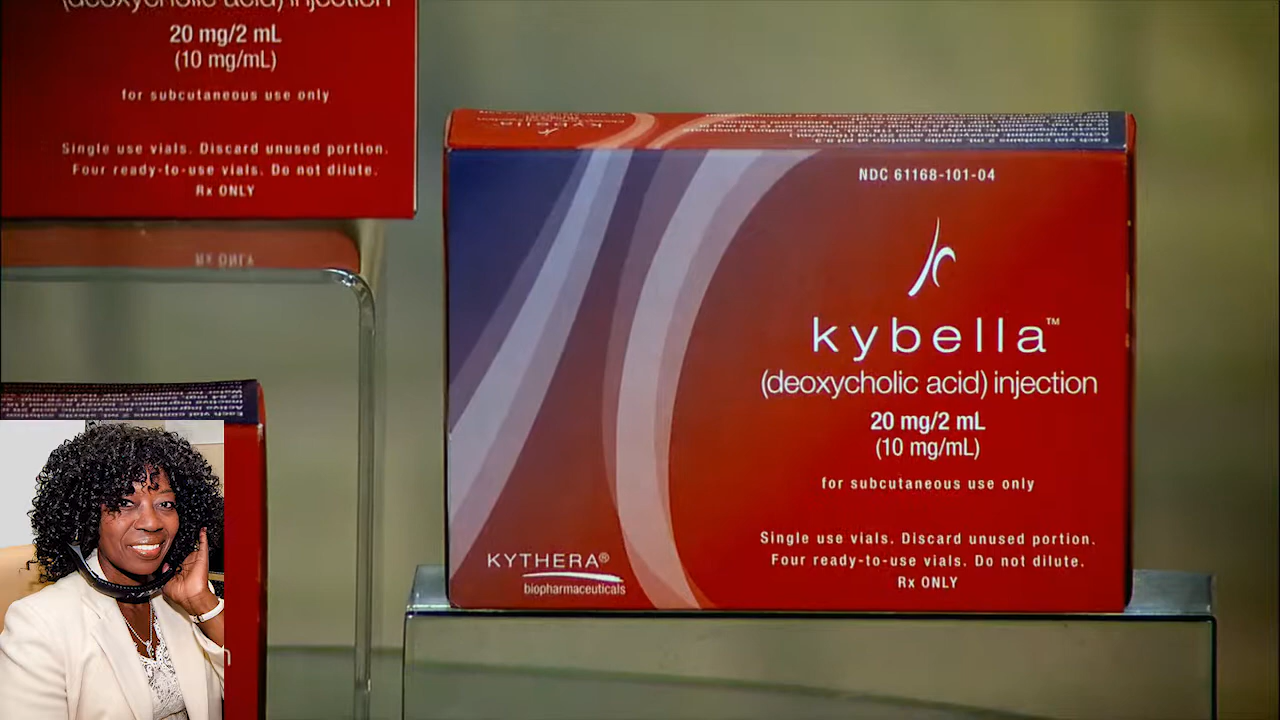 (deoxycholic acid) injection
20 mg/2 mL
(10 mg/mL)
for subcutaneous use only
Single use vials. Discard unused portion.
Four ready-to-use vials. Do not dilute.
Rx ONLY
kybella
NDC 61168-101-04
kybella™
(deoxycholic acid) injection
20 mg/2 mL
(10 mg/mL)
for subcutaneous use only
Single use vials. Discard unused portion.
Four ready-to-use vials. Do not dilute.
Rx ONLY
KYTHERA®
biopharmaceuticals